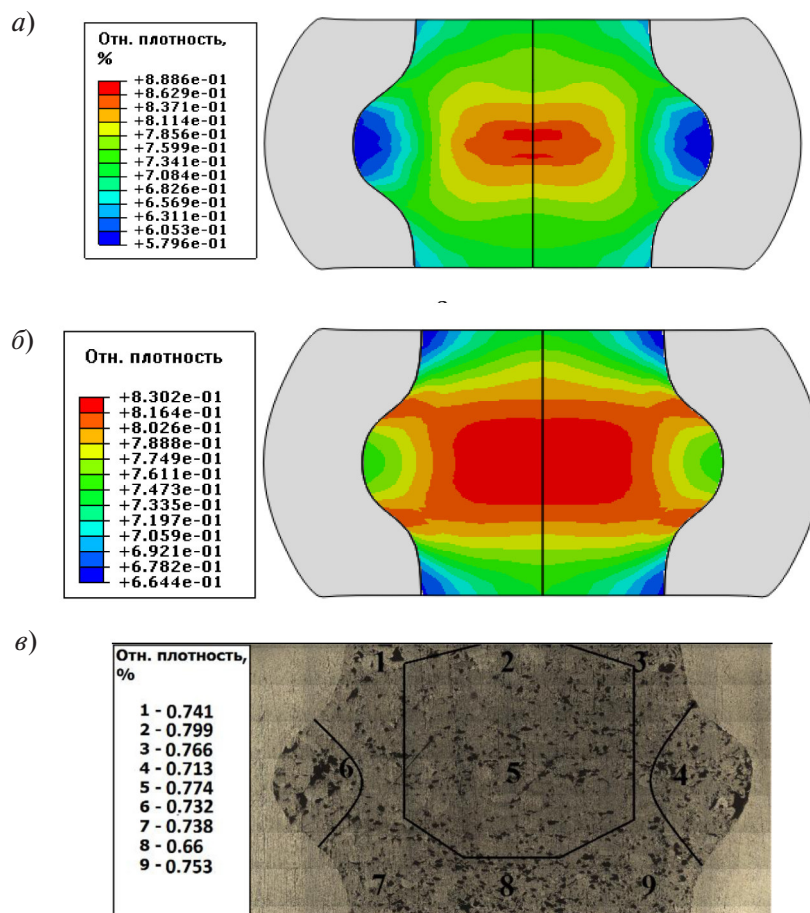 а)
Отн. плотность,
%
+8.886e-01
+8.629e-01
+8.371e-01
+8.114e-01
+7.856e-01
+7.599e-01
+7.341e-01
+7.084e-01
+6.826e-01
+6.569e-01
+6.311e-01
+6.053e-01
+5.796e-01
б)
Отн. плотность
+8.302e-01
+8.164e-01
+8.026e-01
+7.888e-01
+7.749e-01
+7.611e-01
+7.473e-01
+7.335e-01
+7.197e-01
+7.059e-01
+6.921e-01
+6.782e-01
+6.644e-01
в)
Отн. плотность,
%
1 - 0.741
2 - 0.799
3 - 0.766
4 - 0.713
5 - 0.774
6 - 0.732
7 - 0.738
8 - 0.66
9 - 0.753
1 2 3
6 5 4
7 8 9